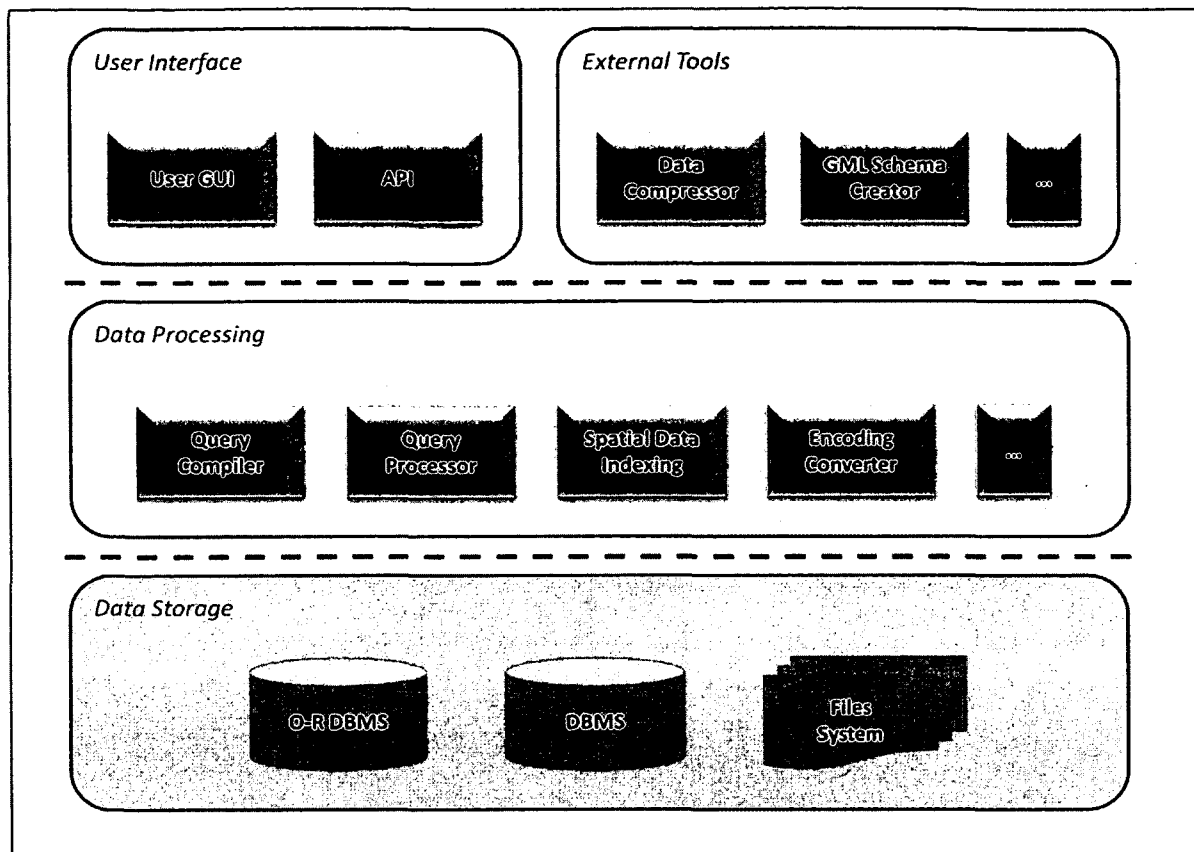 User Interface
External Tools
User GUI
API
Data
Compressor
GML Schema
Creator
...
Data Processing
Query
Compiler
Query
Processor
Spatial Data
Indexing
Encoding
Converter
...
Data Storage
O-R DBMS
DBMS
Files
System